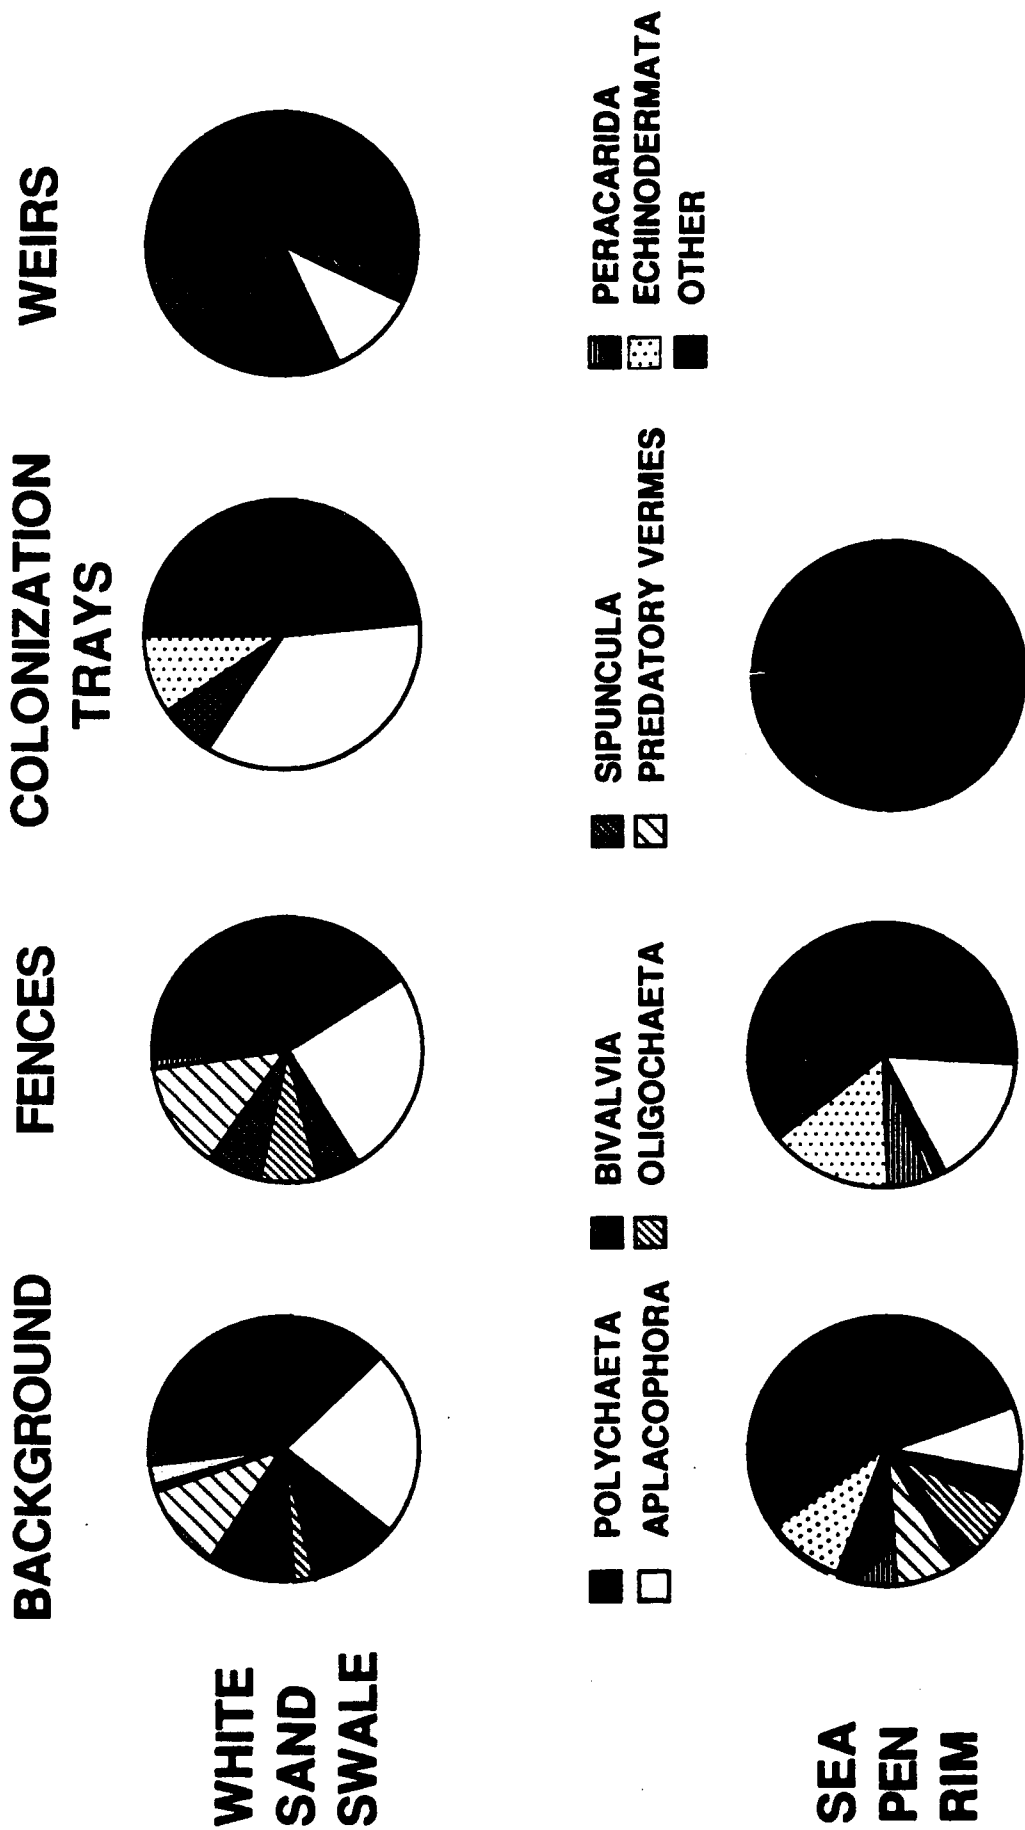 BACKGROUND
FENCES
COLONIZATION
TRAYS
WEIRS
WHITE
SAND
SWALE
POLYCHAETA
APLACOPHORA
BIVALVIA
OLIGOCHAETA
SIPUNCULA
PREDATORY VERMES
PERACARIDA
ECHINODERMATA
OTHER
SEA
PEN
RIM